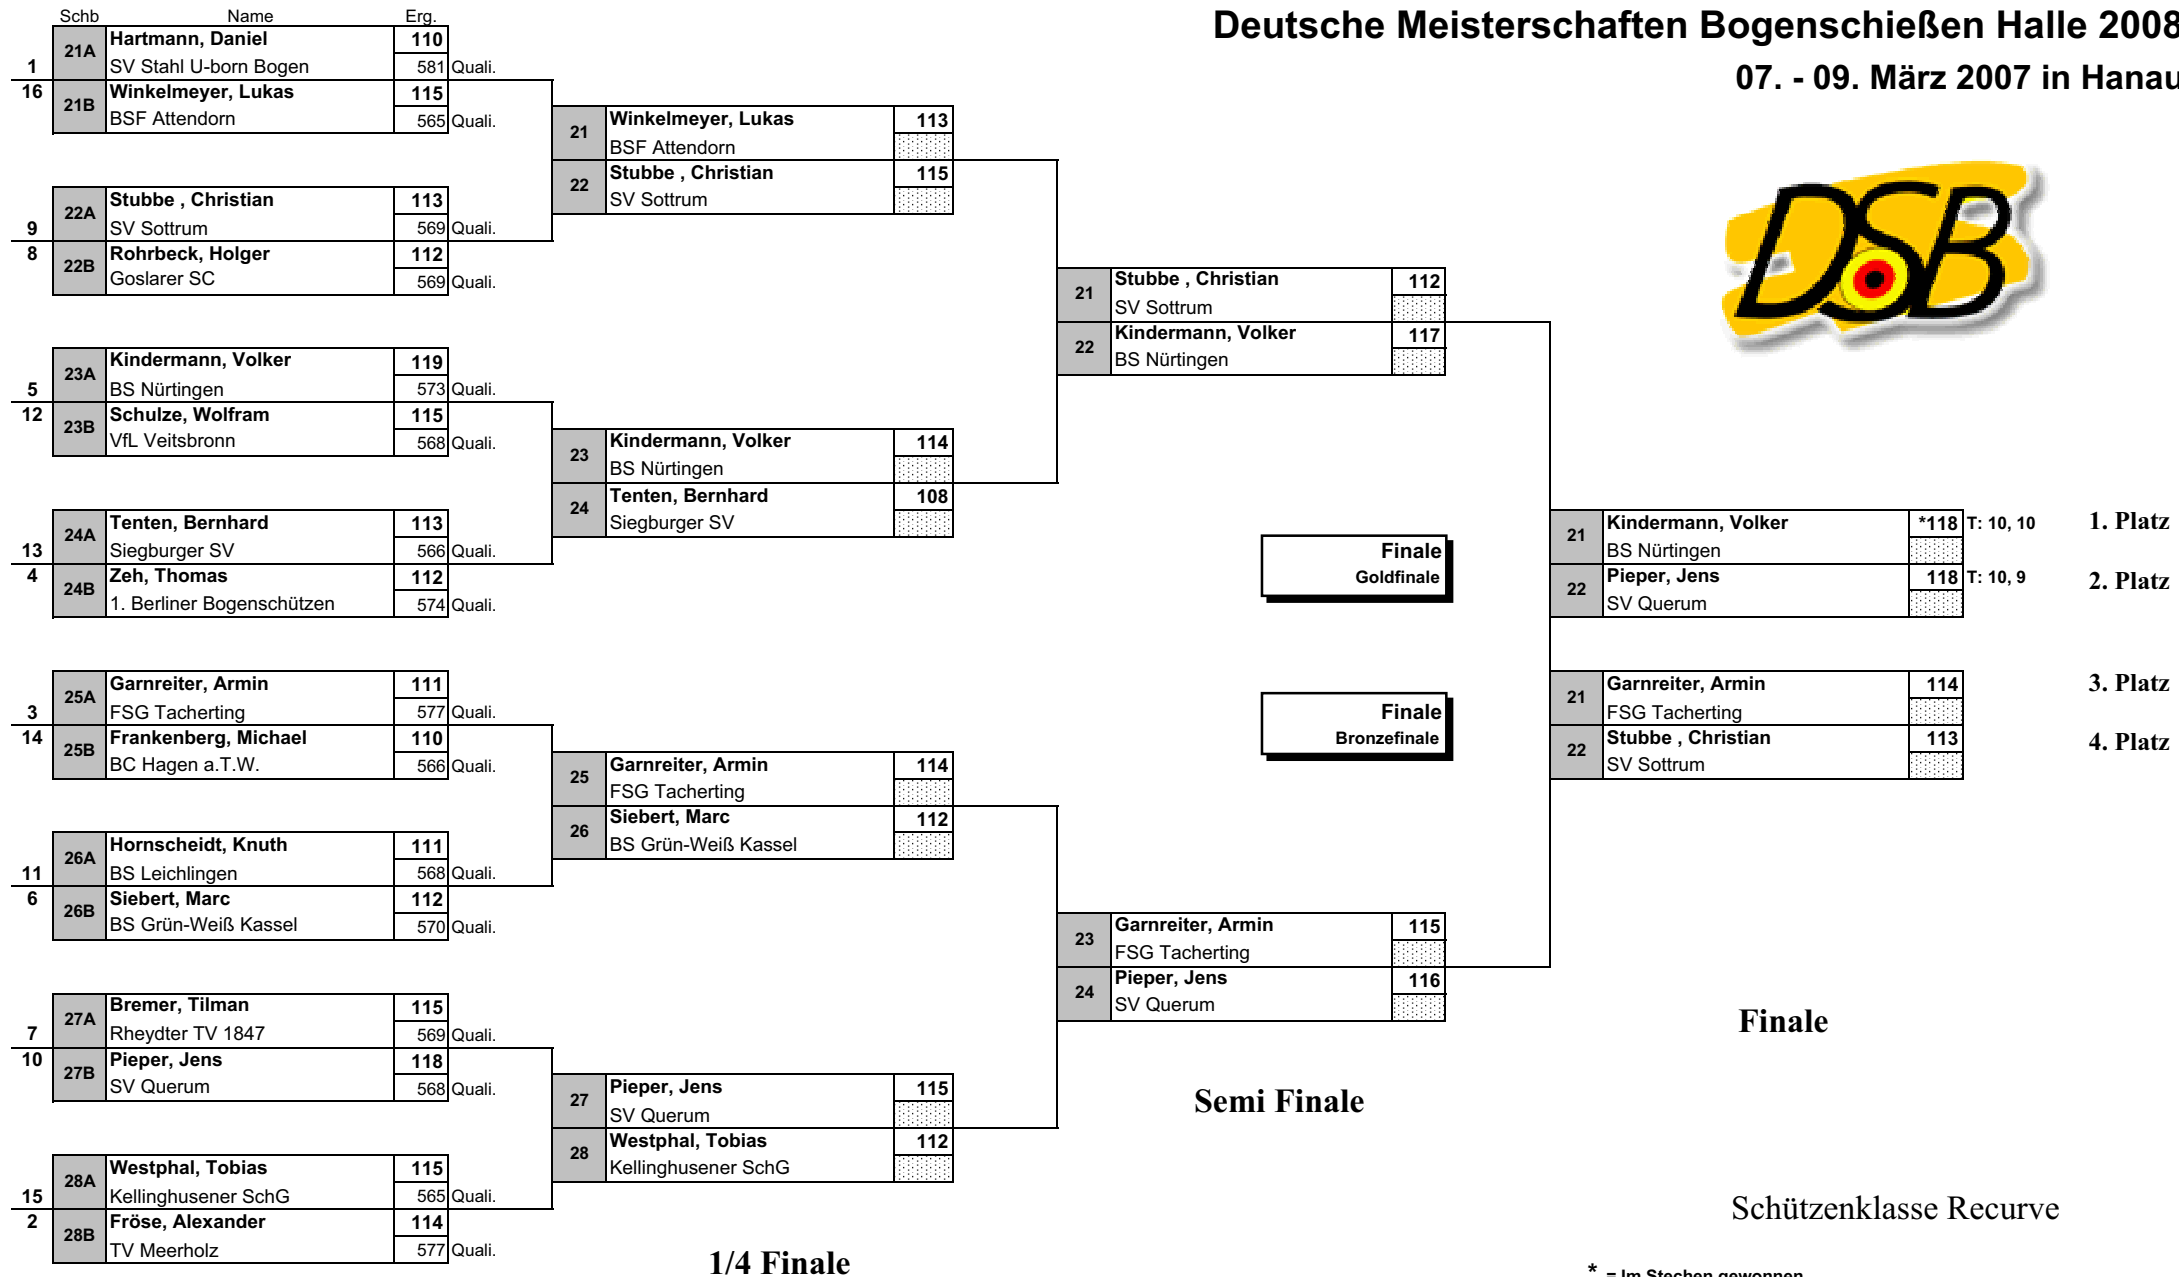 Deutsche Meisterschaften Bogenschießen Halle 2008
07. - 09. März 2007 in Hanau
DSB
Schb Name Erg.
21A Hartmann, Daniel 110
1 SV Stahl U-born Bogen 581 Quali.
16 21B Winkelmeyer, Lukas 115
BSF Attendorn 565 Quali.
22A Stubbe , Christian 113
9 SV Sottrum 569 Quali.
8 22B Rohrbeck, Holger 112
Goslarer SC 569 Quali.
23A Kindermann, Volker 119
5 BS Nürtingen 573 Quali.
12 23B Schulze, Wolfram 115
VfL Veitsbronn 568 Quali.
24A Tenten, Bernhard 113
13 Siegburger SV 566 Quali.
4 24B Zeh, Thomas 112
1. Berliner Bogenschützen 574 Quali.
25A Garnreiter, Armin 111
3 FSG Tacherting 577 Quali.
14 25B Frankenberg, Michael 110
BC Hagen a.T.W. 566 Quali.
26A Hornscheidt, Knuth 111
11 BS Leichlingen 568 Quali.
6 26B Siebert, Marc 112
BS Grün-Weiß Kassel 570 Quali.
27A Bremer, Tilman 115
7 Rheydter TV 1847 569 Quali.
10 27B Pieper, Jens 118
SV Querum 568 Quali.
28A Westphal, Tobias 115
15 Kellinghusener SchG 565 Quali.
2 28B Fröse, Alexander 114
TV Meerholz 577 Quali.
21 Winkelmeyer, Lukas 113
BSF Attendorn
22 Stubbe , Christian 115
SV Sottrum
23 Kindermann, Volker 114
BS Nürtingen
24 Tenten, Bernhard 108
Siegburger SV
25 Garnreiter, Armin 114
FSG Tacherting
26 Siebert, Marc 112
BS Grün-Weiß Kassel
27 Pieper, Jens 115
SV Querum
28 Westphal, Tobias 112
Kellinghusener SchG
1/4 Finale
21 Stubbe , Christian 112
SV Sottrum
22 Kindermann, Volker 117
BS Nürtingen
23 Garnreiter, Armin 115
FSG Tacherting
24 Pieper, Jens 116
SV Querum
Semi Finale
Finale
Goldfinale
21 Kindermann, Volker *118 T: 10, 10 1. Platz
BS Nürtingen
22 Pieper, Jens 118 T: 10, 9 2. Platz
SV Querum
Finale
Bronzefinale
21 Garnreiter, Armin 114 3. Platz
FSG Tacherting
22 Stubbe , Christian 113 4. Platz
SV Sottrum
Finale
Schützenklasse Recurve
* = Im Stechen gewonnen